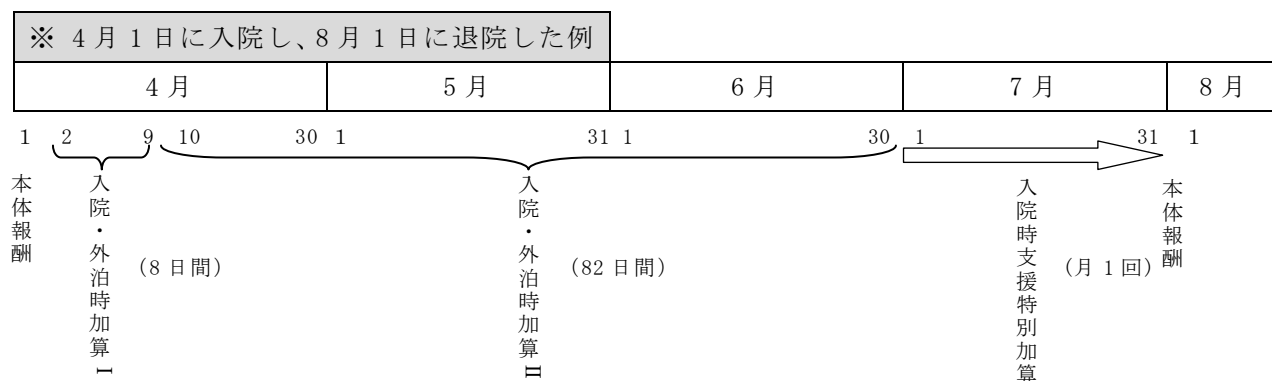 ※ 4月1日に入院し、8月1日に退院した例
4月 5月 6月 7月 8月
1 2 9 10 30 1 31 1 30 1 31 1
本体報酬
入院・外泊時加算Ⅰ
（8日間）
入院・外泊時加算Ⅱ
（82日間）
入院時支援特別加算
（月1回）
本体報酬